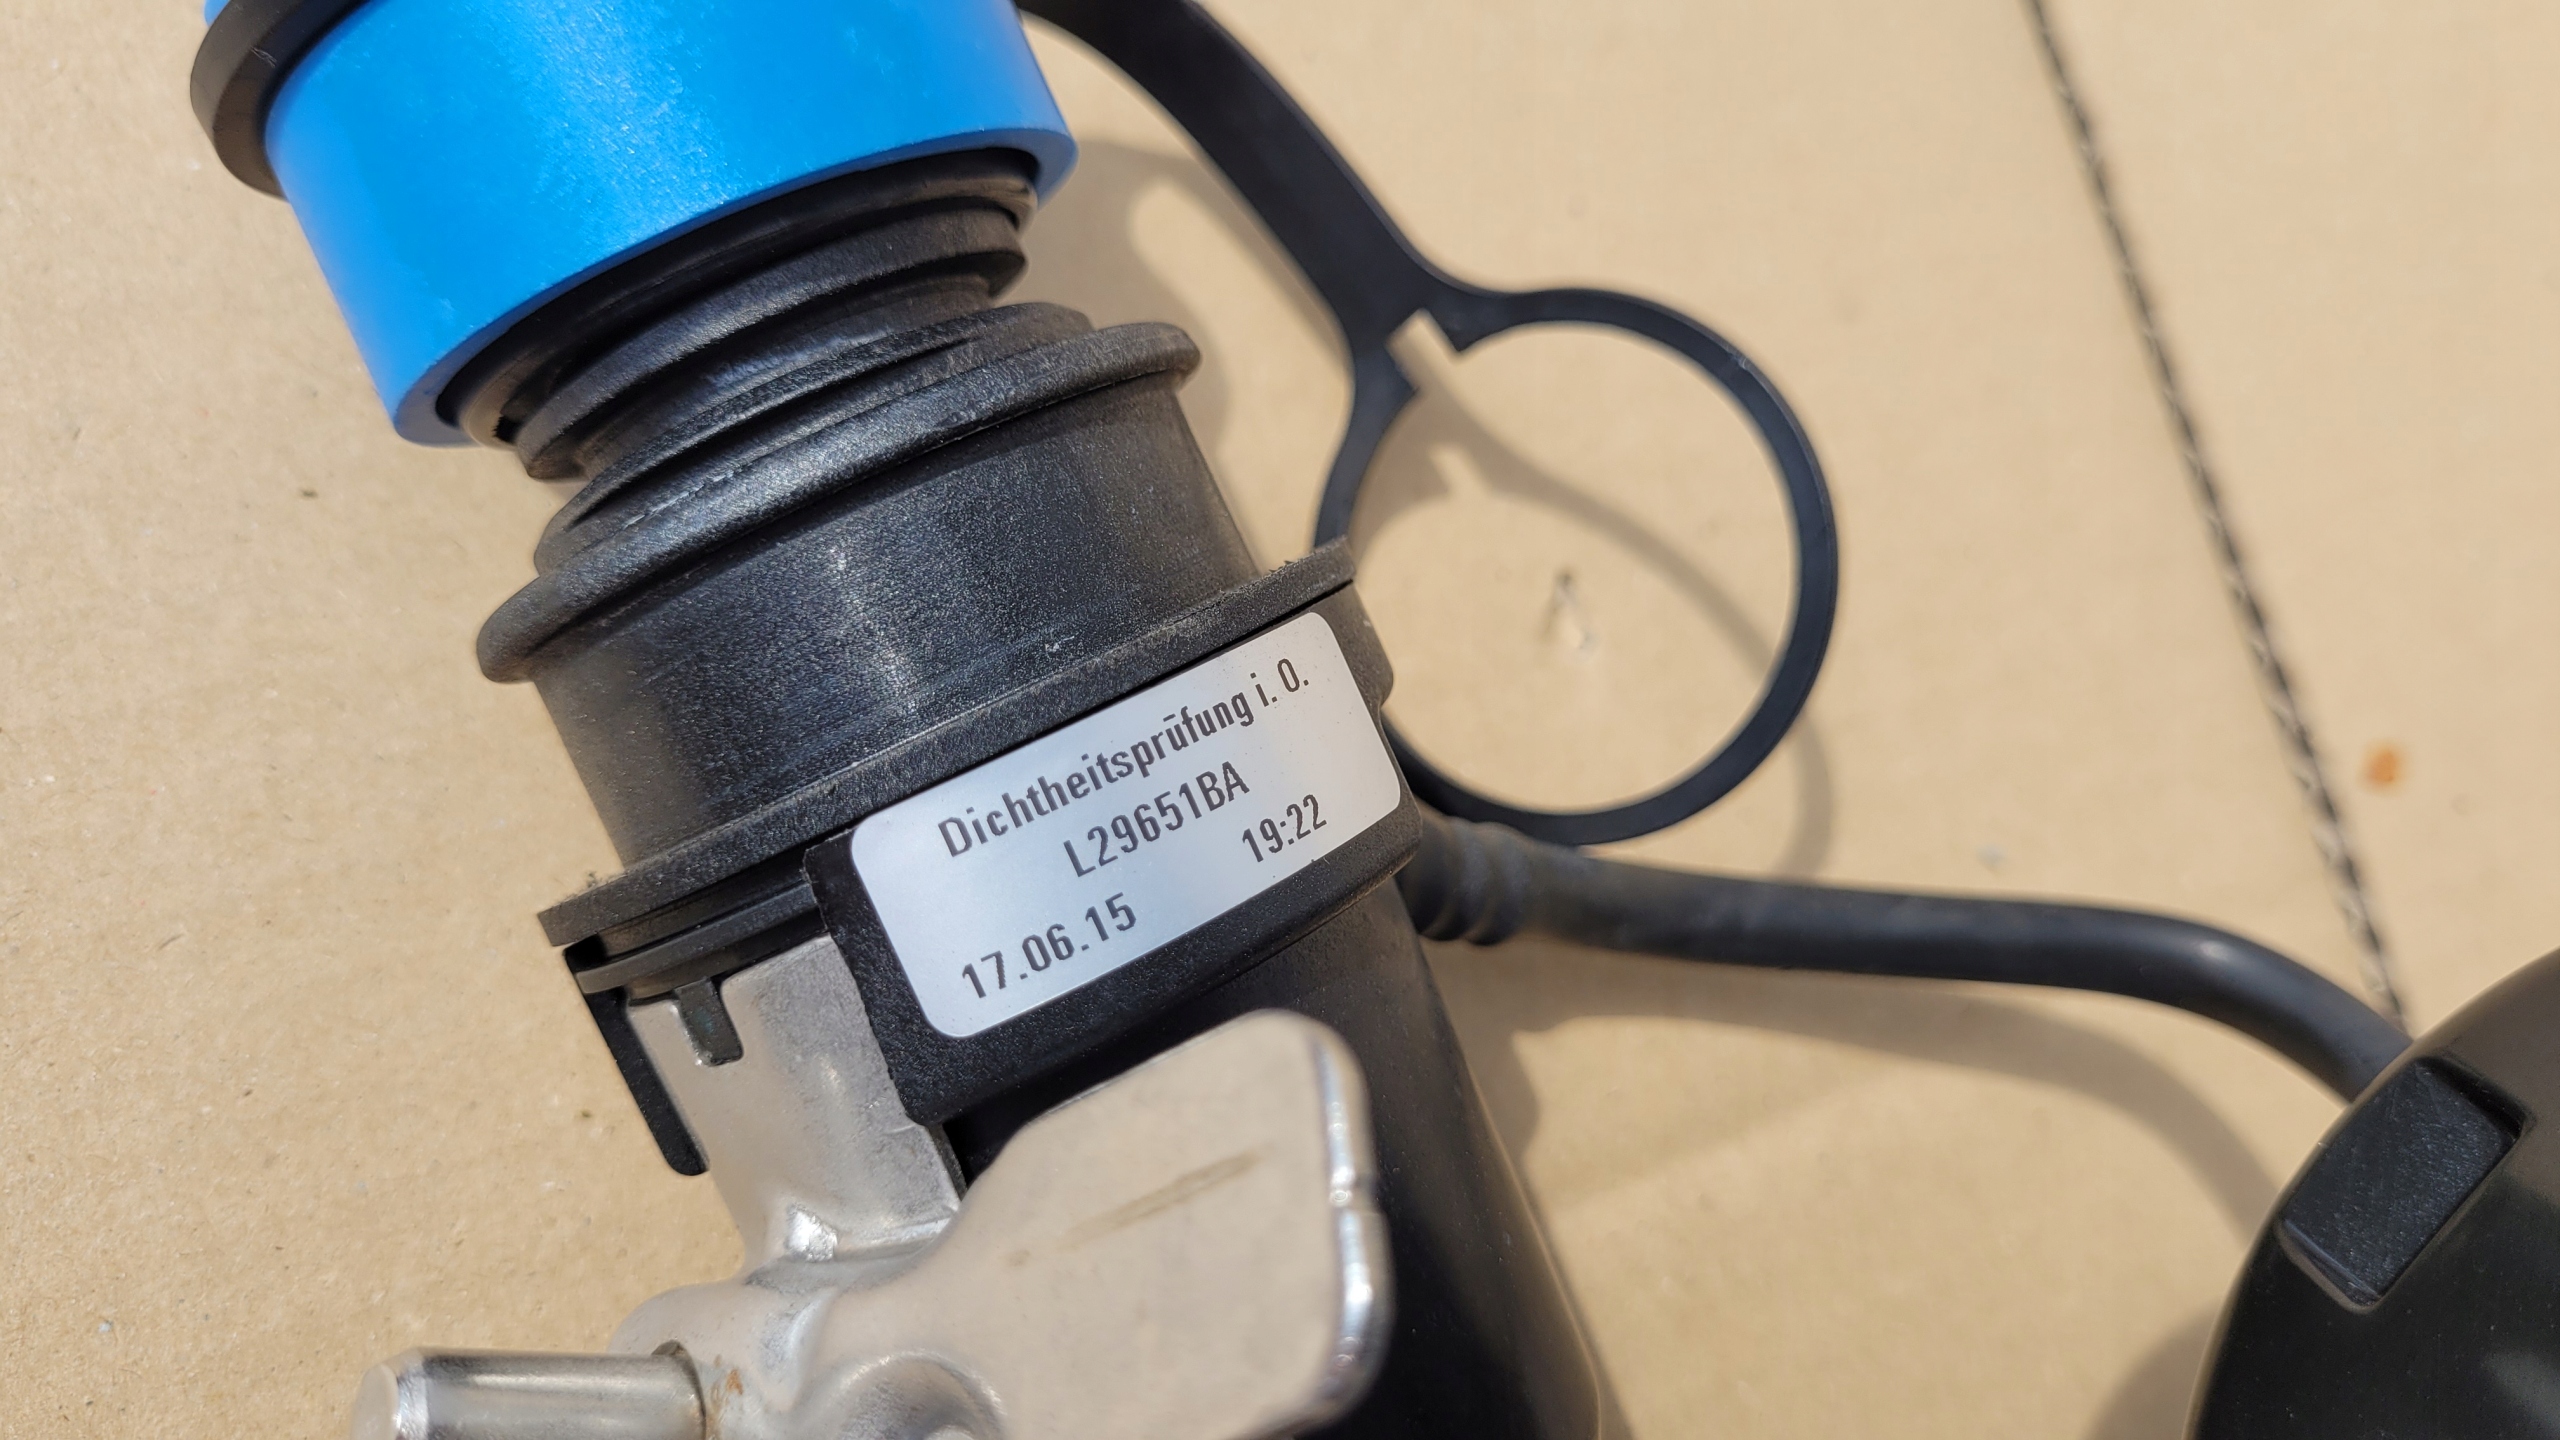 Dichtheitsprüfung i. O.
L29651BA
17.06.15 19:22